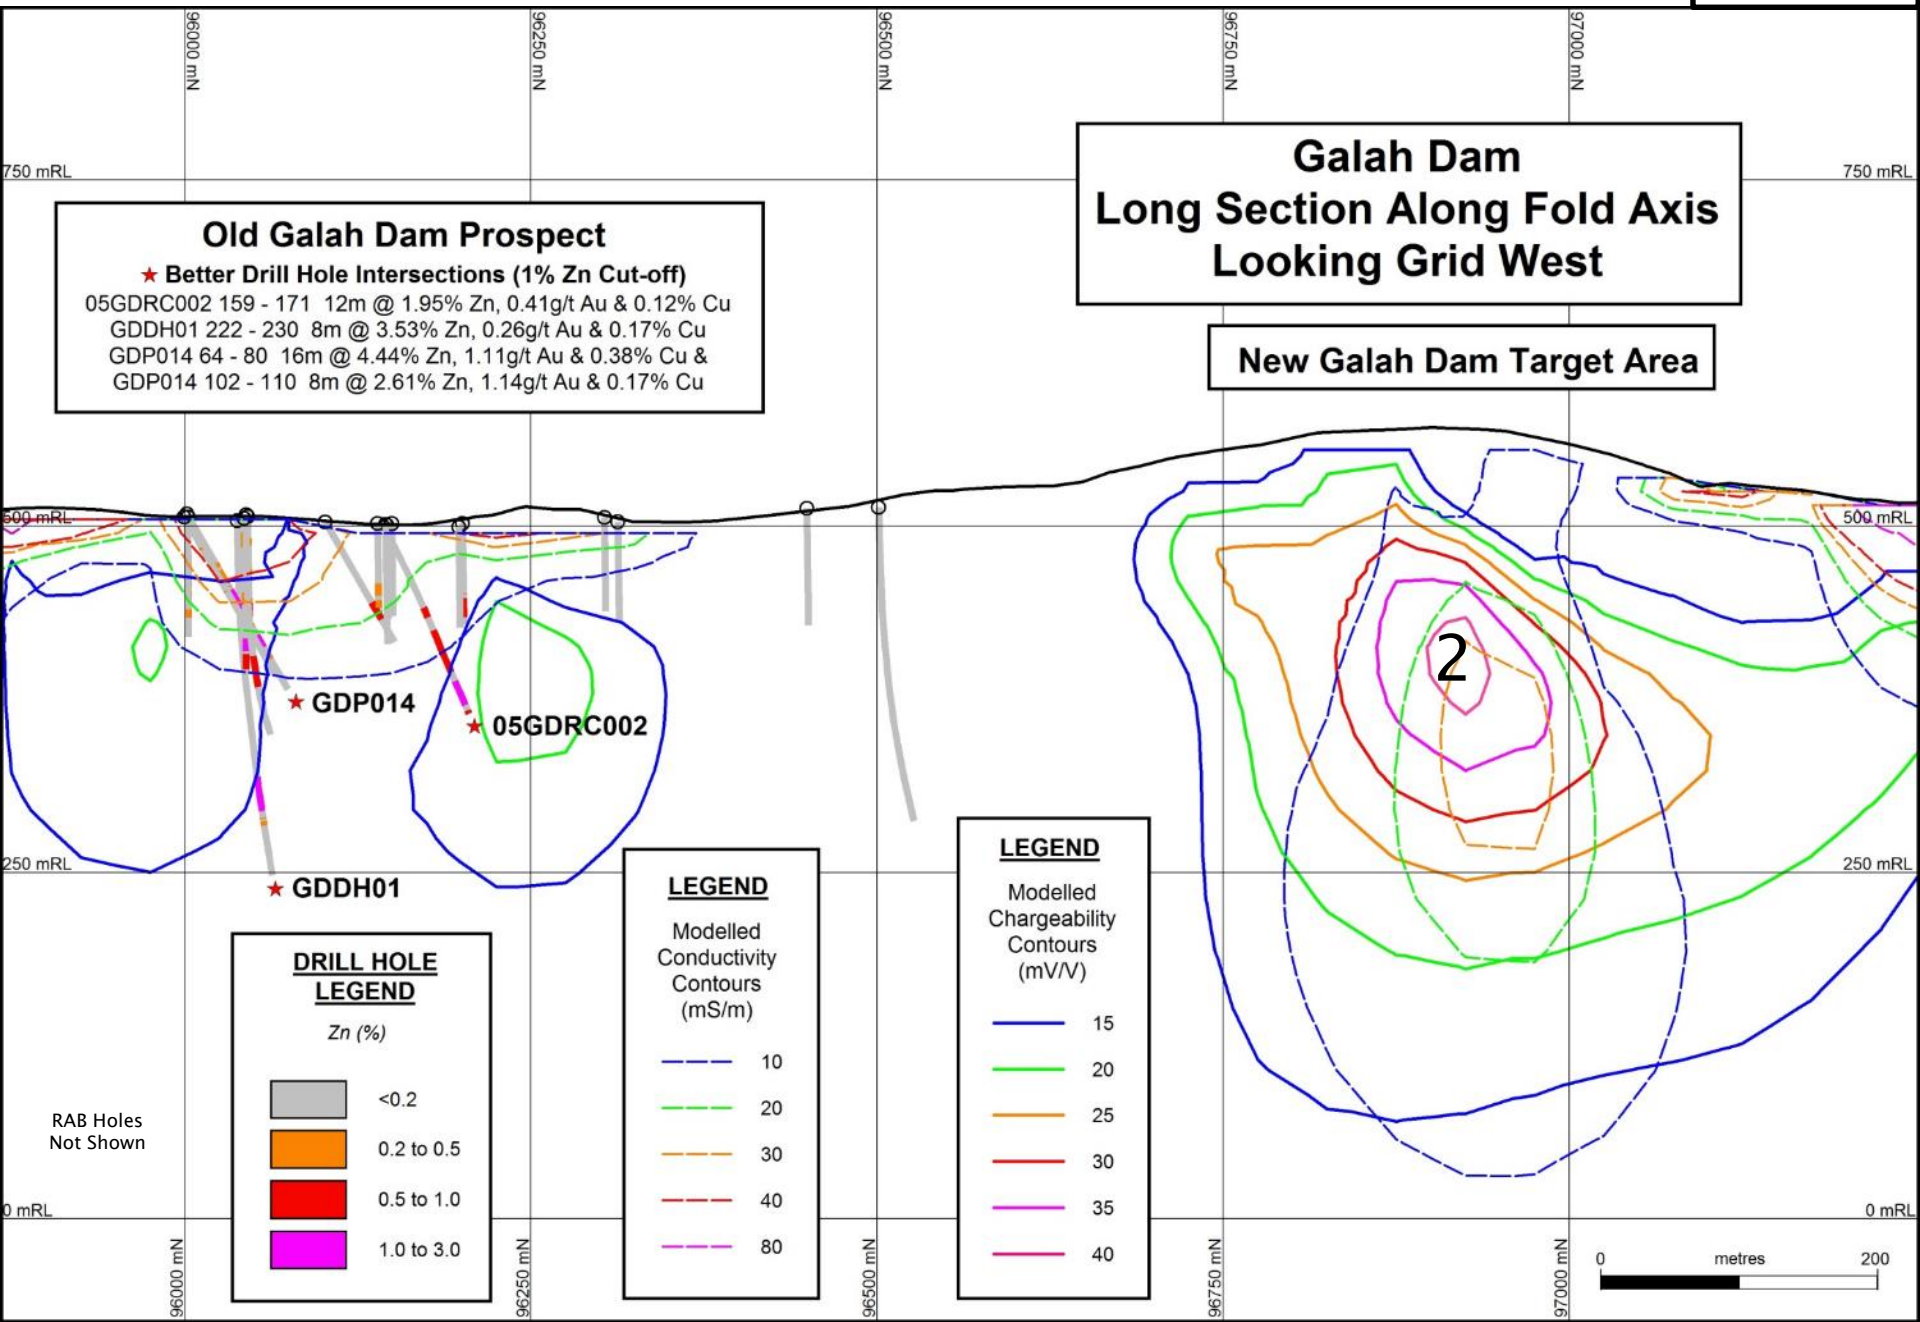 96000 mN
96250 mN
96500 mN
96750 mN
97000 mN
750 mRL
750 mRL
Galah Dam
Long Section Along Fold Axis
Looking Grid West
Old Galah Dam Prospect
★ Better Drill Hole Intersections (1% Zn Cut-off)
05GDRC002 159 - 171 12m @ 1.95% Zn, 0.41g/t Au & 0.12% Cu
GDDH01 222 - 230 8m @ 3.53% Zn, 0.26g/t Au & 0.17% Cu
GDP014 64 - 80 16m @ 4.44% Zn, 1.11g/t Au & 0.38% Cu &
GDP014 102 - 110 8m @ 2.61% Zn, 1.14g/t Au & 0.17% Cu
New Galah Dam Target Area
500 mRL
500 mRL
2
GDP014
05GDRC002
250 mRL
250 mRL
GDDH01
DRILL HOLE
LEGEND
Zn (%)
<0.2
0.2 to 0.5
0.5 to 1.0
1.0 to 3.0
LEGEND
Modelled
Conductivity
Contours
(mS/m)
10
20
30
40
80
LEGEND
Modelled
Chargeability
Contours
(mV/V)
15
20
25
30
35
40
RAB Holes
Not Shown
0 mRL
0 mRL
96000 mN
96250 mN
96500 mN
96750 mN
97000 mN
0 metres 200